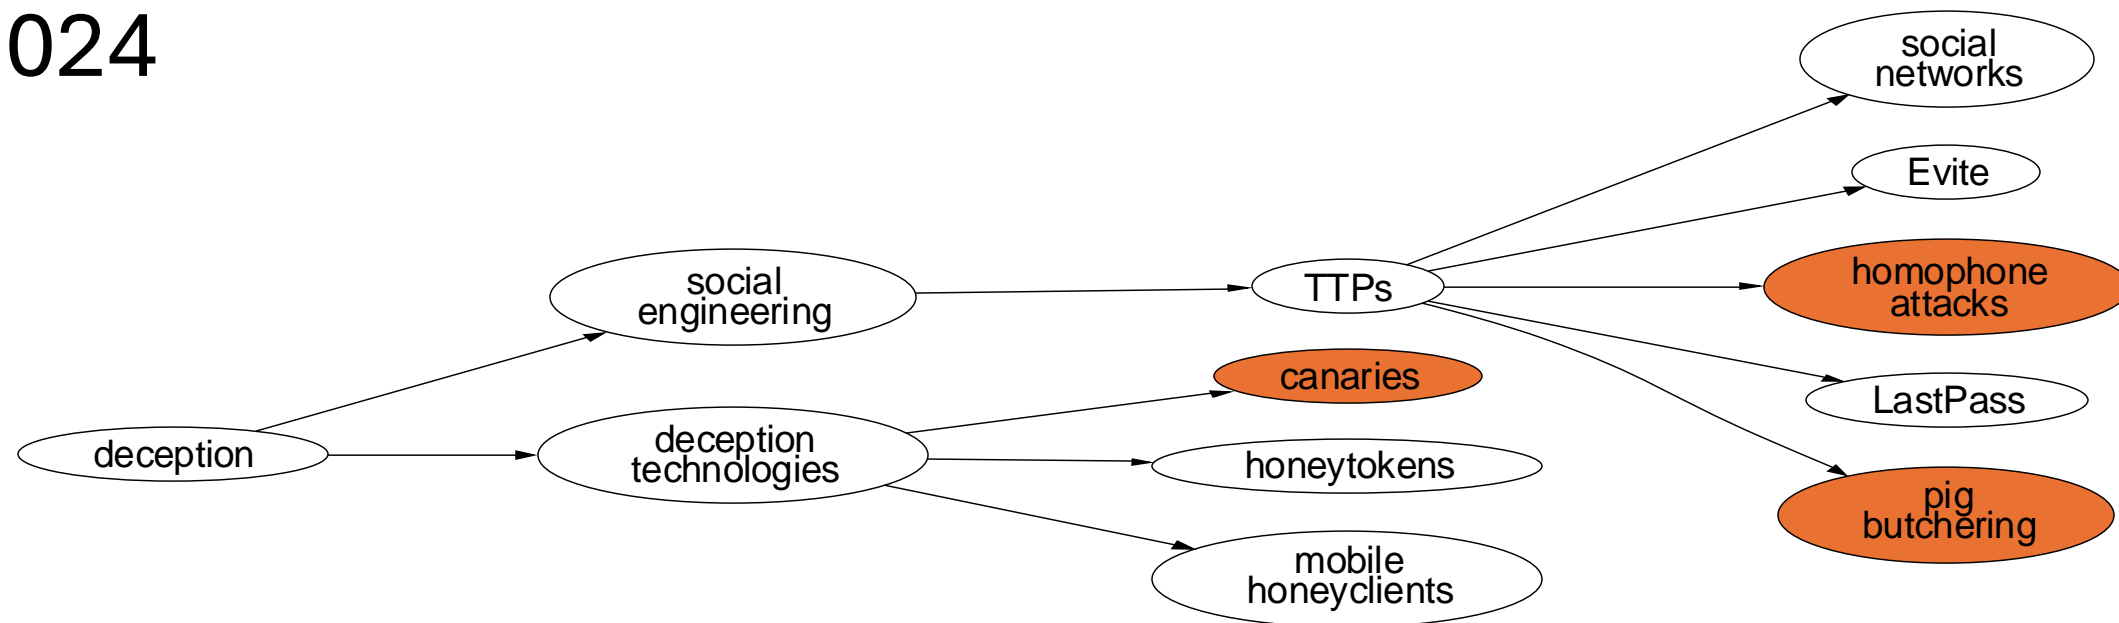 024
social
networks
Evite
homophone
attacks
social
engineering
TTPs
canaries
LastPass
deception
deception
technologies
honeytokens
pig
butchering
mobile
honeyclients